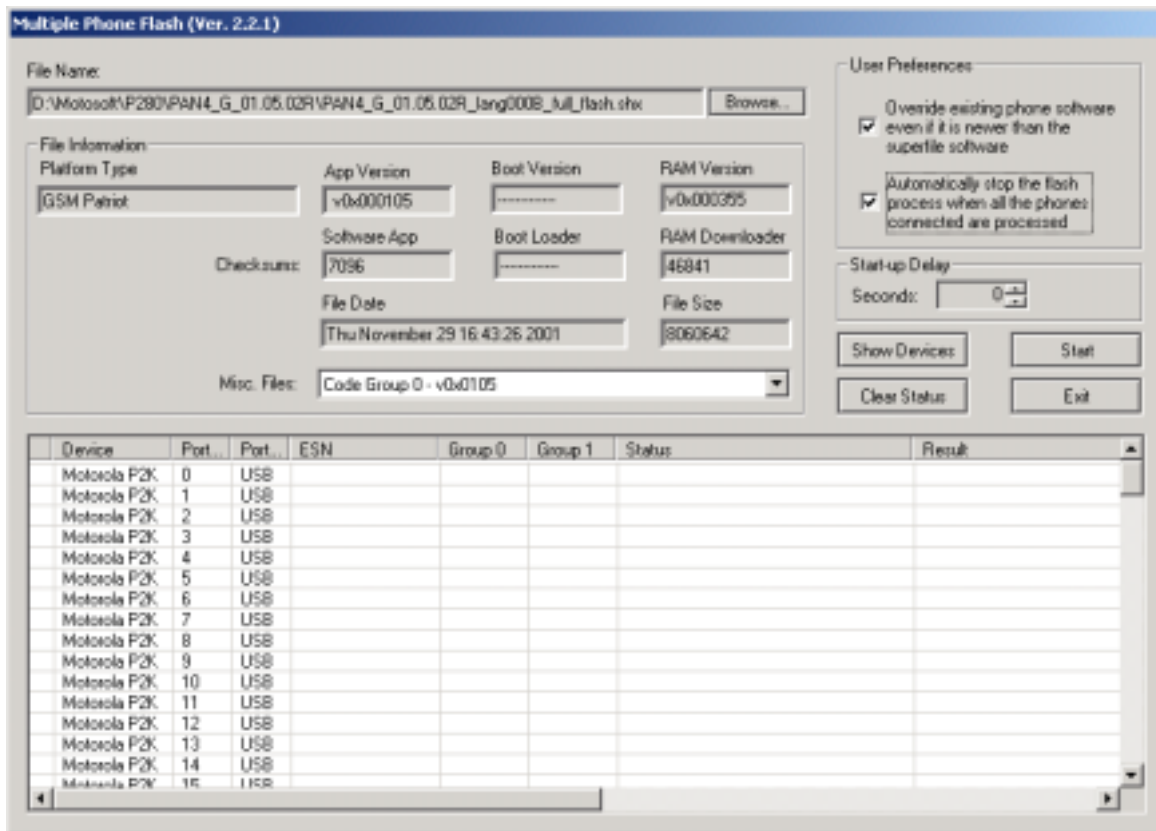 Multiple Phone Flash (Ver. 2.2.1)
File Name:
D:\Motosoft\P280\PAN4_G_01.05.02R\PAN4_G_01.05.02R_lang000B_full_flash.shx
Browse...
File Information
Platform Type
App Version
Boot Version
RAM Version
GSM Patriot
v0x000105
----------
v0x000355
Software App
Boot Loader
RAM Downloader
Checksums:
7096
----------
46841
File Date
File Size
Thu November 29 16:43:26 2001
8060642
Misc. Files:
Code Group 0 - v0x0105
User Preferences
Override existing phone software
even if it is newer than the
superfile software
Automatically stop the flash
process when all the phones
connected are processed
Start-up Delay
Seconds:
0
Show Devices
Start
Clear Status
Exit
Device Port... Port... ESN Group 0 Group 1 Status Result
Motorola P2K 0 USB
Motorola P2K 1 USB
Motorola P2K 2 USB
Motorola P2K 3 USB
Motorola P2K 4 USB
Motorola P2K 5 USB
Motorola P2K 6 USB
Motorola P2K 7 USB
Motorola P2K 8 USB
Motorola P2K 9 USB
Motorola P2K 10 USB
Motorola P2K 11 USB
Motorola P2K 12 USB
Motorola P2K 13 USB
Motorola P2K 14 USB
Motorola P2K 15 USB